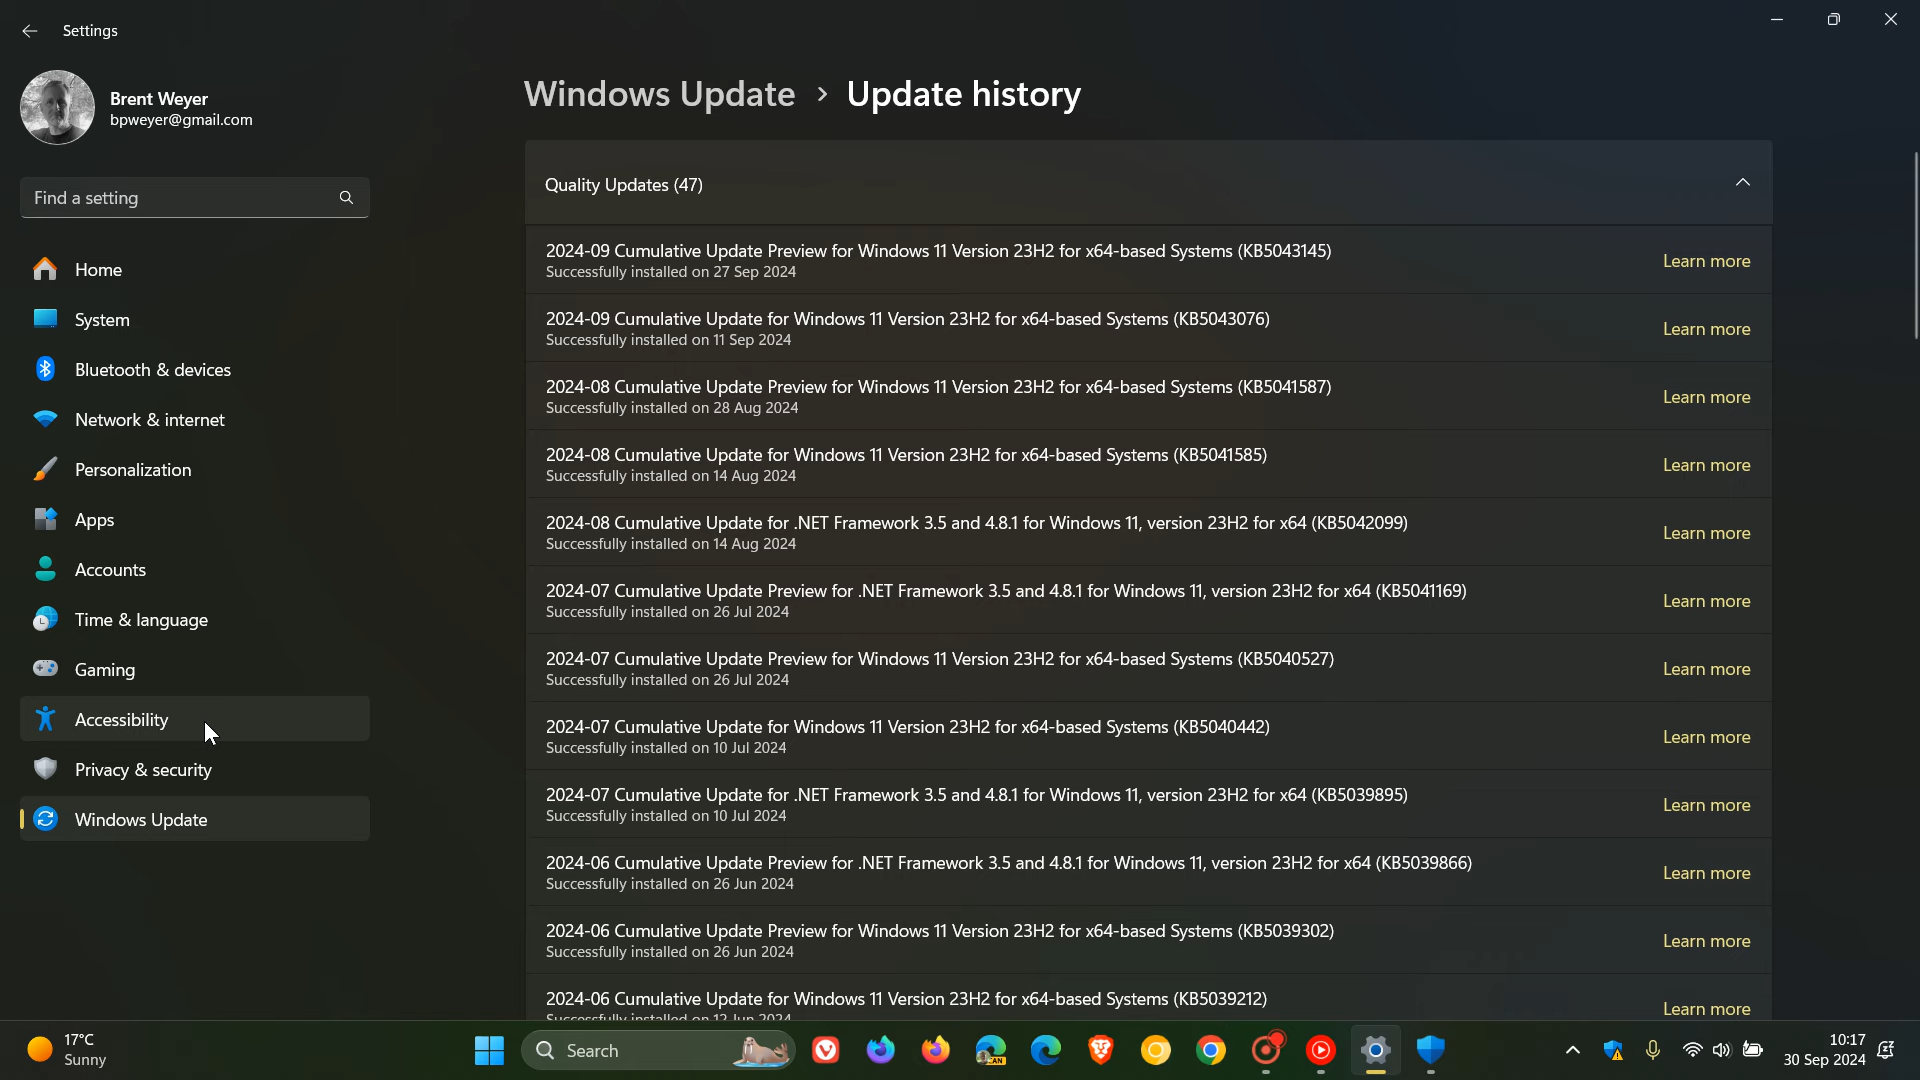 Settings
Brent Weyer
bpweyer@gmail.com
Find a setting
Home
System
Bluetooth & devices
Network & internet
Personalization
Apps
Accounts
Time & language
Gaming
Accessibility
Privacy & security
Windows Update
Windows Update > Update history
Quality Updates (47)
2024-09 Cumulative Update Preview for Windows 11 Version 23H2 for x64-based Systems (KB5043145)
Successfully installed on 27 Sep 2024
Learn more
2024-09 Cumulative Update for Windows 11 Version 23H2 for x64-based Systems (KB5043076)
Successfully installed on 11 Sep 2024
Learn more
2024-08 Cumulative Update Preview for Windows 11 Version 23H2 for x64-based Systems (KB5041587)
Successfully installed on 28 Aug 2024
Learn more
2024-08 Cumulative Update for Windows 11 Version 23H2 for x64-based Systems (KB5041585)
Successfully installed on 14 Aug 2024
Learn more
2024-08 Cumulative Update for .NET Framework 3.5 and 4.8.1 for Windows 11, version 23H2 for x64 (KB5042099)
Successfully installed on 14 Aug 2024
Learn more
2024-07 Cumulative Update Preview for .NET Framework 3.5 and 4.8.1 for Windows 11, version 23H2 for x64 (KB5041169)
Successfully installed on 26 Jul 2024
Learn more
2024-07 Cumulative Update Preview for Windows 11 Version 23H2 for x64-based Systems (KB5040527)
Successfully installed on 26 Jul 2024
Learn more
2024-07 Cumulative Update for Windows 11 Version 23H2 for x64-based Systems (KB5040442)
Successfully installed on 10 Jul 2024
Learn more
2024-07 Cumulative Update for .NET Framework 3.5 and 4.8.1 for Windows 11, version 23H2 for x64 (KB5039895)
Successfully installed on 10 Jul 2024
Learn more
2024-06 Cumulative Update Preview for .NET Framework 3.5 and 4.8.1 for Windows 11, version 23H2 for x64 (KB5039866)
Successfully installed on 26 Jun 2024
Learn more
2024-06 Cumulative Update Preview for Windows 11 Version 23H2 for x64-based Systems (KB5039302)
Successfully installed on 26 Jun 2024
Learn more
2024-06 Cumulative Update for Windows 11 Version 23H2 for x64-based Systems (KB5039212)
Successfully installed on 12 Jun 2024
Learn more
17°C
Sunny
Search
CAN
10:17
30 Sep 2024